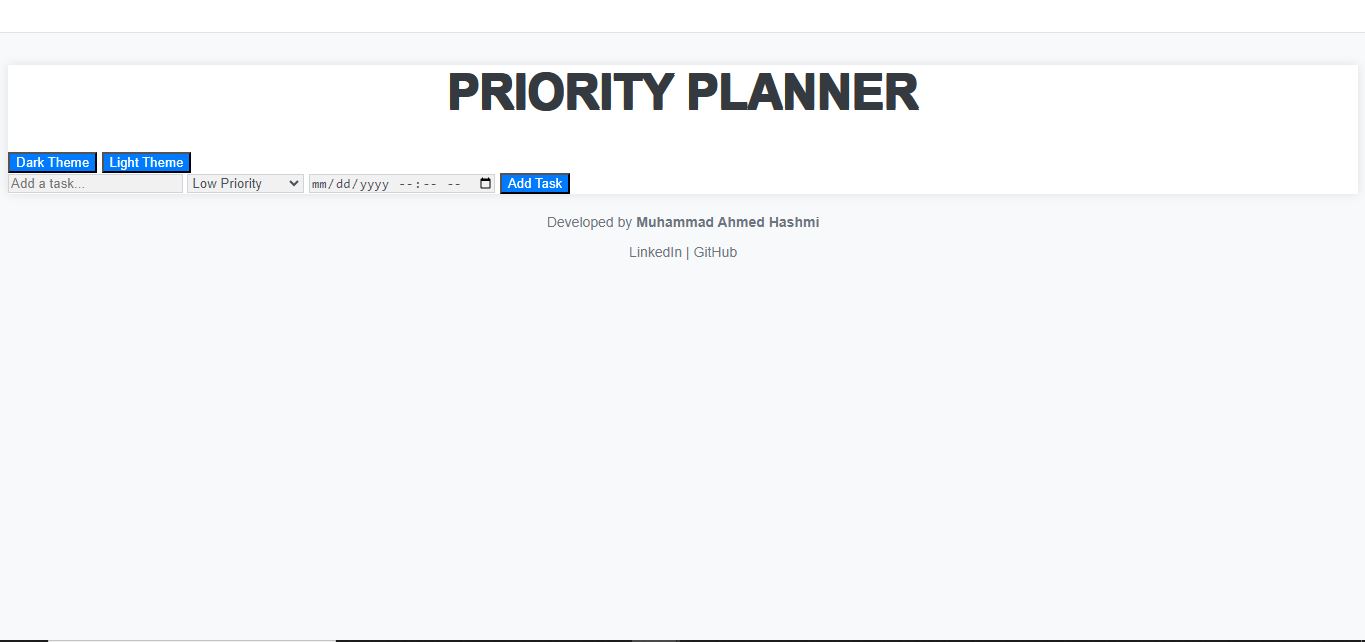 PRIORITY PLANNER
Dark Theme Light Theme
Add a task... Low Priority mm/dd/yyyy --:-- -- Add Task
Developed by Muhammad Ahmed Hashmi
LinkedIn | GitHub